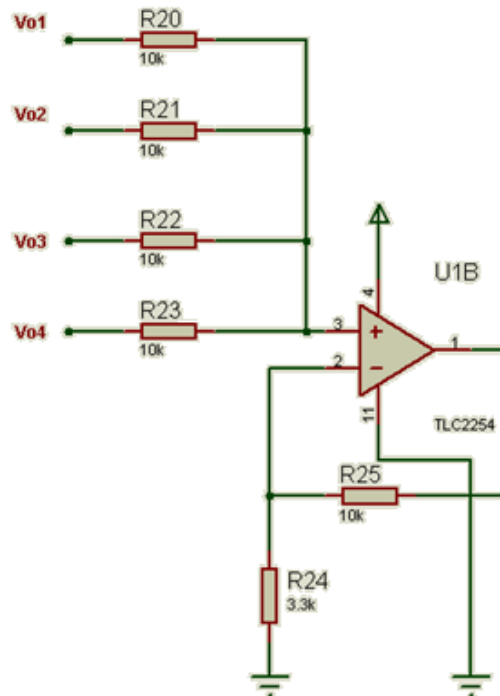 Vo1
R20
10k
Vo2
R21
10k
Vo3
R22
10k
Vo4
R23
10k
U1B
4
3
+
2
−
1
11
TLC2254
R25
10k
R24
3.3k